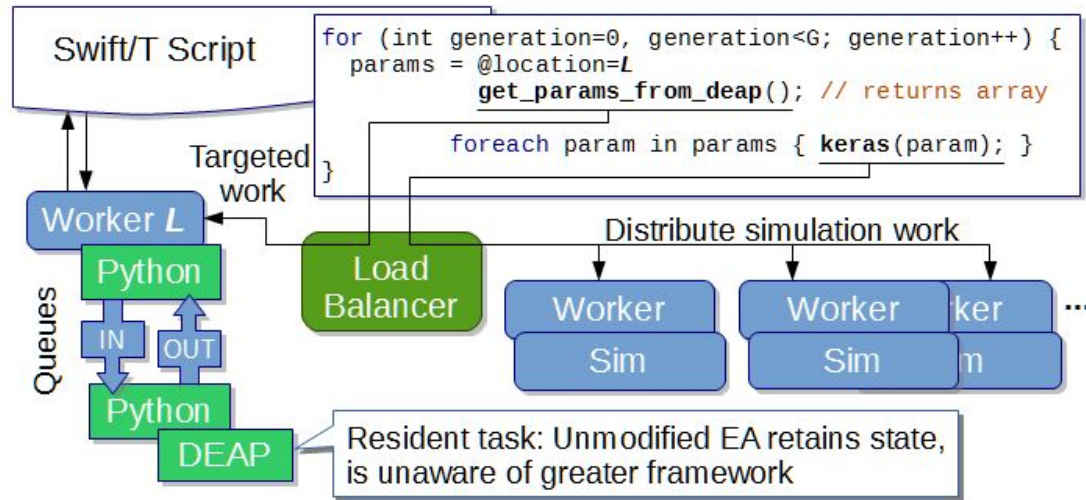 Swift/T Script
for (int generation=0, generation<G; generation++) {
params = @location=L
get_params_from_deap(); // returns array
foreach param in params { keras(param); }
}
Targeted
work
Worker L
Python
Queues
IN
OUT
Python
DEAP
Load
Balancer
Distribute simulation work
Worker
Sim
Worker
Sim
rker
m
...
Resident task: Unmodified EA retains state,
is unaware of greater framework